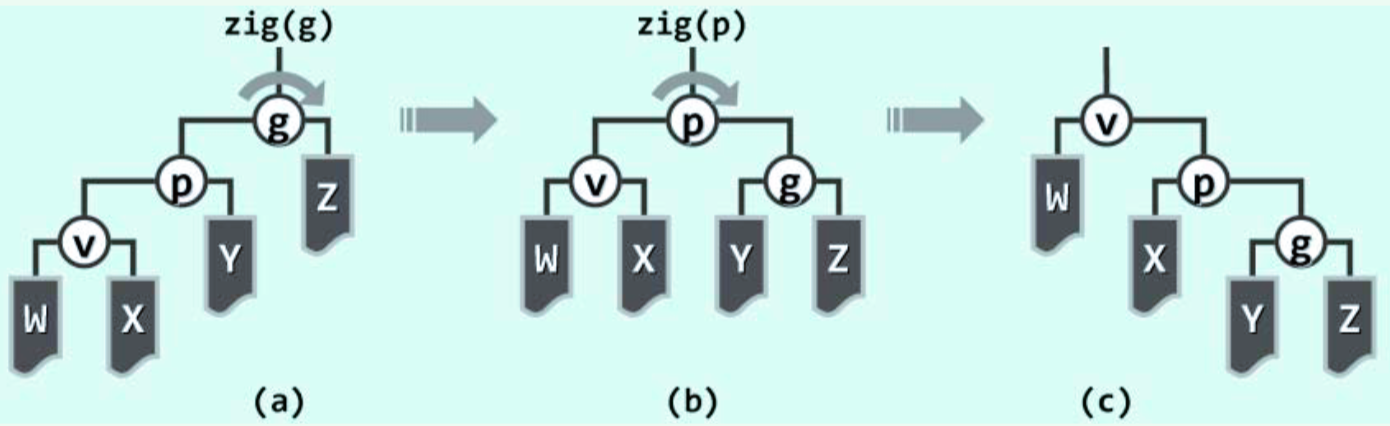 zig(g) zig(p)
g p v
p Z v g W p
v Y W X Y Z X g
W X Y Z
(a) (b) (c)